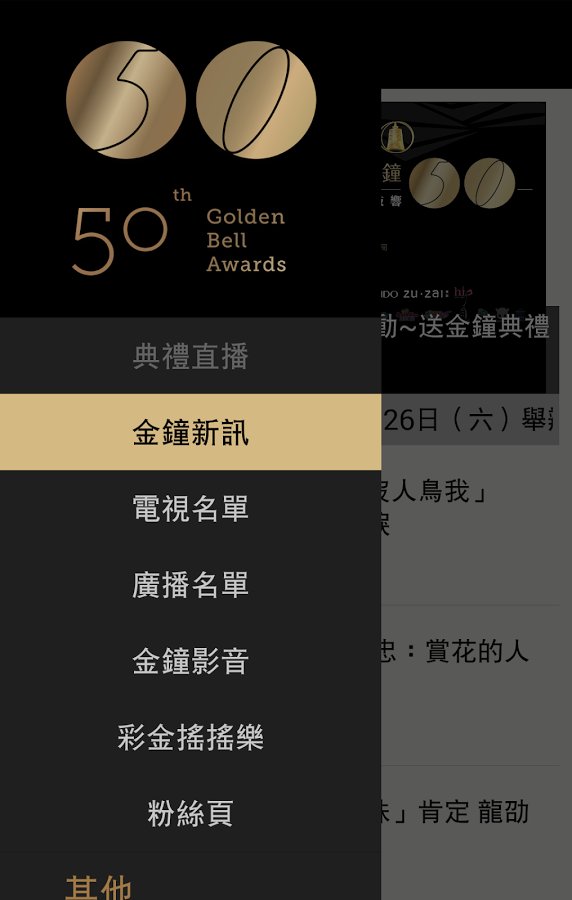 50
50th
Golden
Bell
Awards
典禮直播
金鐘新訊
電視名單
廣播名單
金鐘影音
彩金搖搖樂
粉絲頁
其他
鐘
50
響
zu·zai:
動~送金鐘典禮
26日（六）舉
人鳥我」
忠：賞花的人
」肯定 龍劭